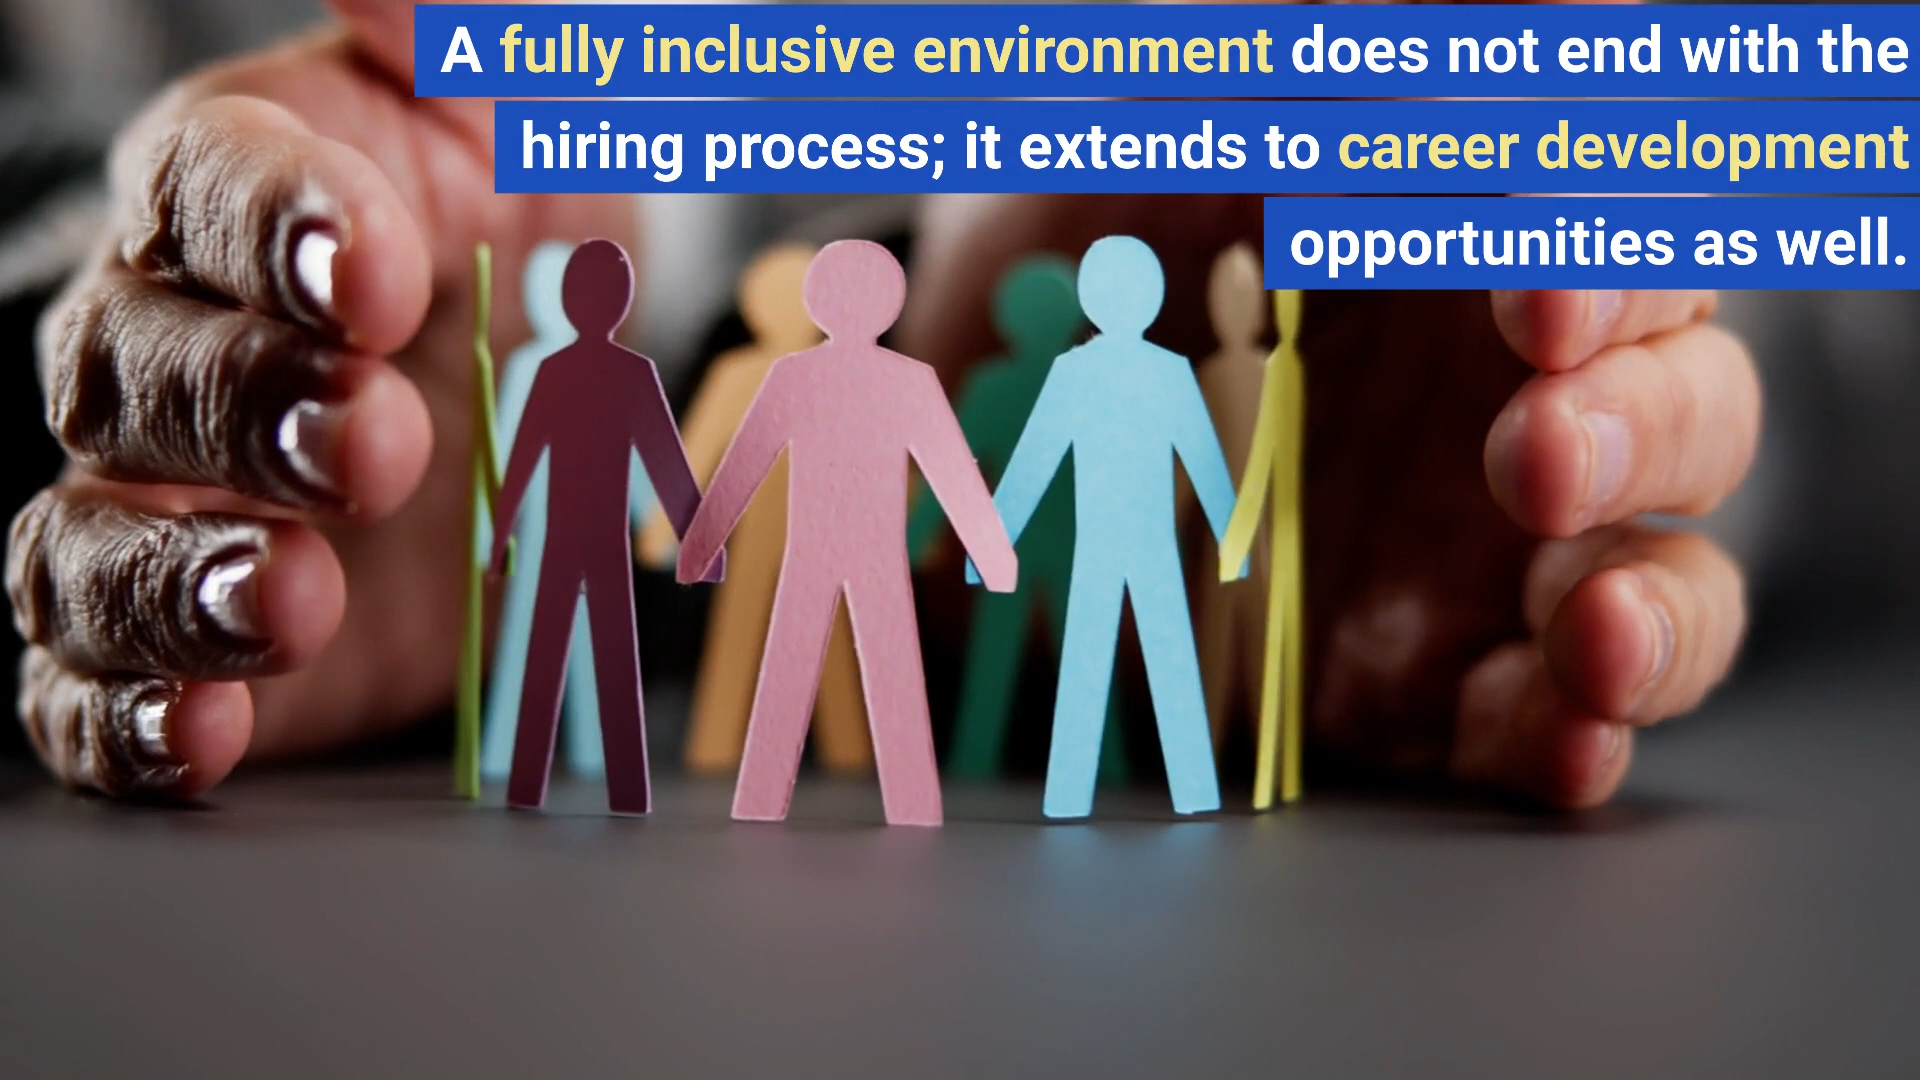 A fully inclusive environment does not end with the
hiring process; it extends to career development
opportunities as well.